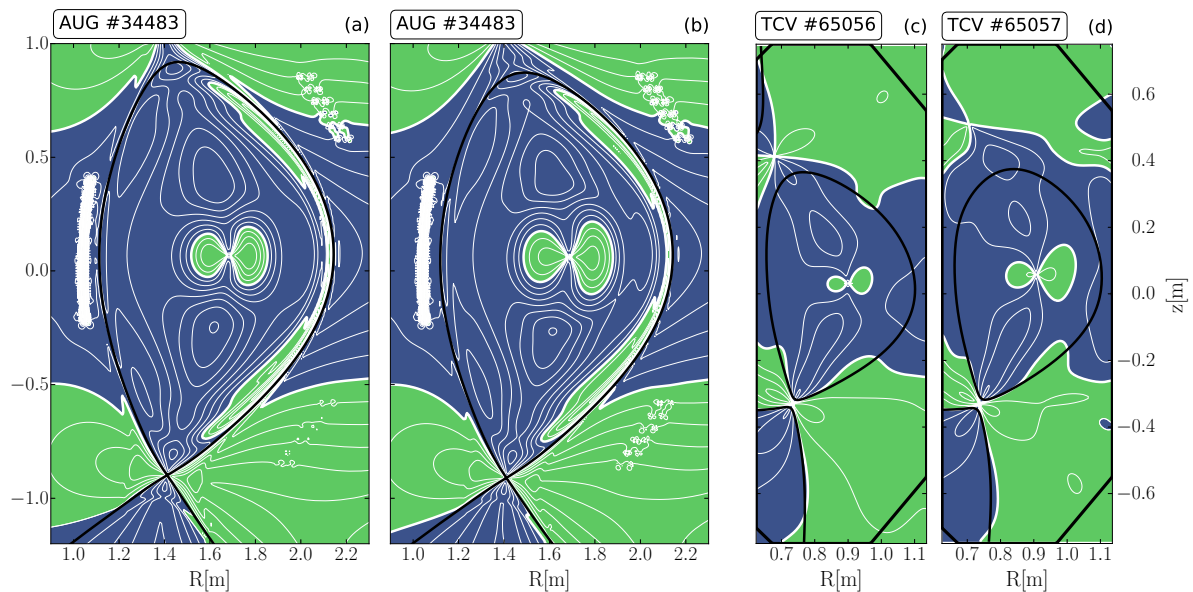 AUG #34483 (a)
AUG #34483 (b)
TCV #65056 (c)
TCV #65057 (d)
1.0
0.5
0.0
−0.5
−1.0
0.6
0.4
0.2
0.0
−0.2
−0.4
−0.6
z[m]
1.0 1.2 1.4 1.6 1.8 2.0 2.2
1.0 1.2 1.4 1.6 1.8 2.0 2.2
0.7 0.8 0.9 1.0 1.1
0.7 0.8 0.9 1.0 1.1
R[m]
R[m]
R[m]
R[m]